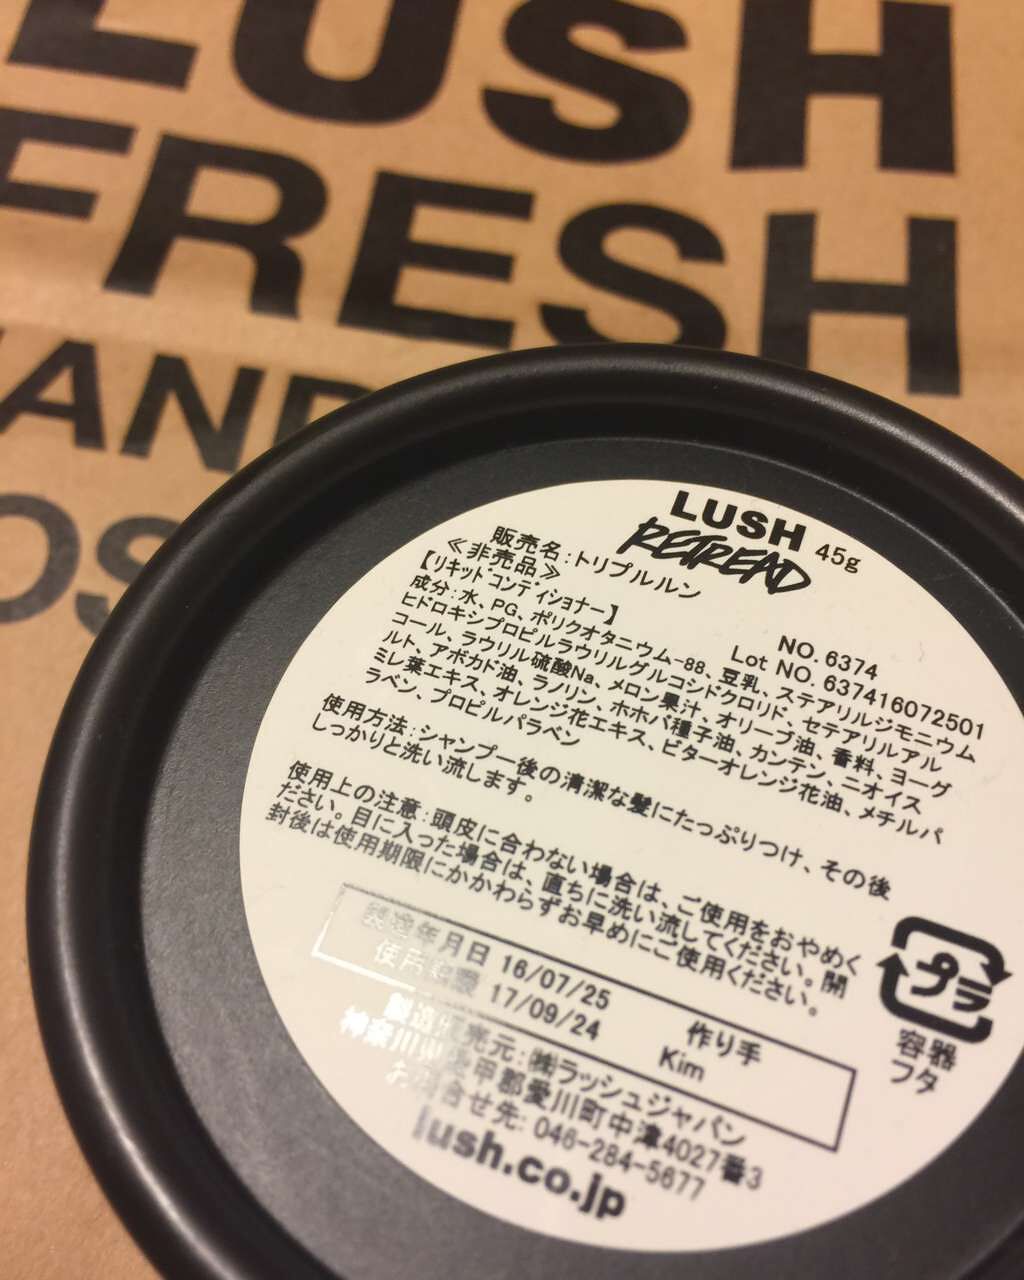 LUSH
FRESH
HAND
OS
LUSH
RETREAD 45g
販売名:トリプルルン
≪非売品≫
【リキッドコンディショナー】
NO. 6374
Lot NO. 637416072501
成分:水、PG、ポリクオタニウム-88、豆乳、ステアリルジモニウム
ヒドロキシプロピルラウリルグルコシドクロリド、セテアリルアル
コール、ラウリル硫酸Na、メロン果汁、オリーブ油、香料、ヨーグ
ルト、アボカド油、ラノリン、ホホバ種子油、カンテン、ニオイス
ミレ葉エキス、オレンジ花エキス、ビターオレンジ花油、メチルパ
ラベン、プロピルパラベン
使用方法:シャンプー後の清潔な髪にたっぷりつけ、その後
しっかりと洗い流します。
使用上の注意:頭皮に合わない場合は、ご使用をおやめく
ださい。目に入った場合は、直ちに洗い流してください。開
封後は使用期限にかかわらずお早めにご使用ください。
製造年月日 16/07/25 作り手
使用期限 17/09/24 Kim
製造販売元:㈱ラッシュジャパン
神奈川県愛甲郡愛川町中津4027番3
お問合せ先: 046-284-5677
lush.co.jp
プラ
容器
フタ